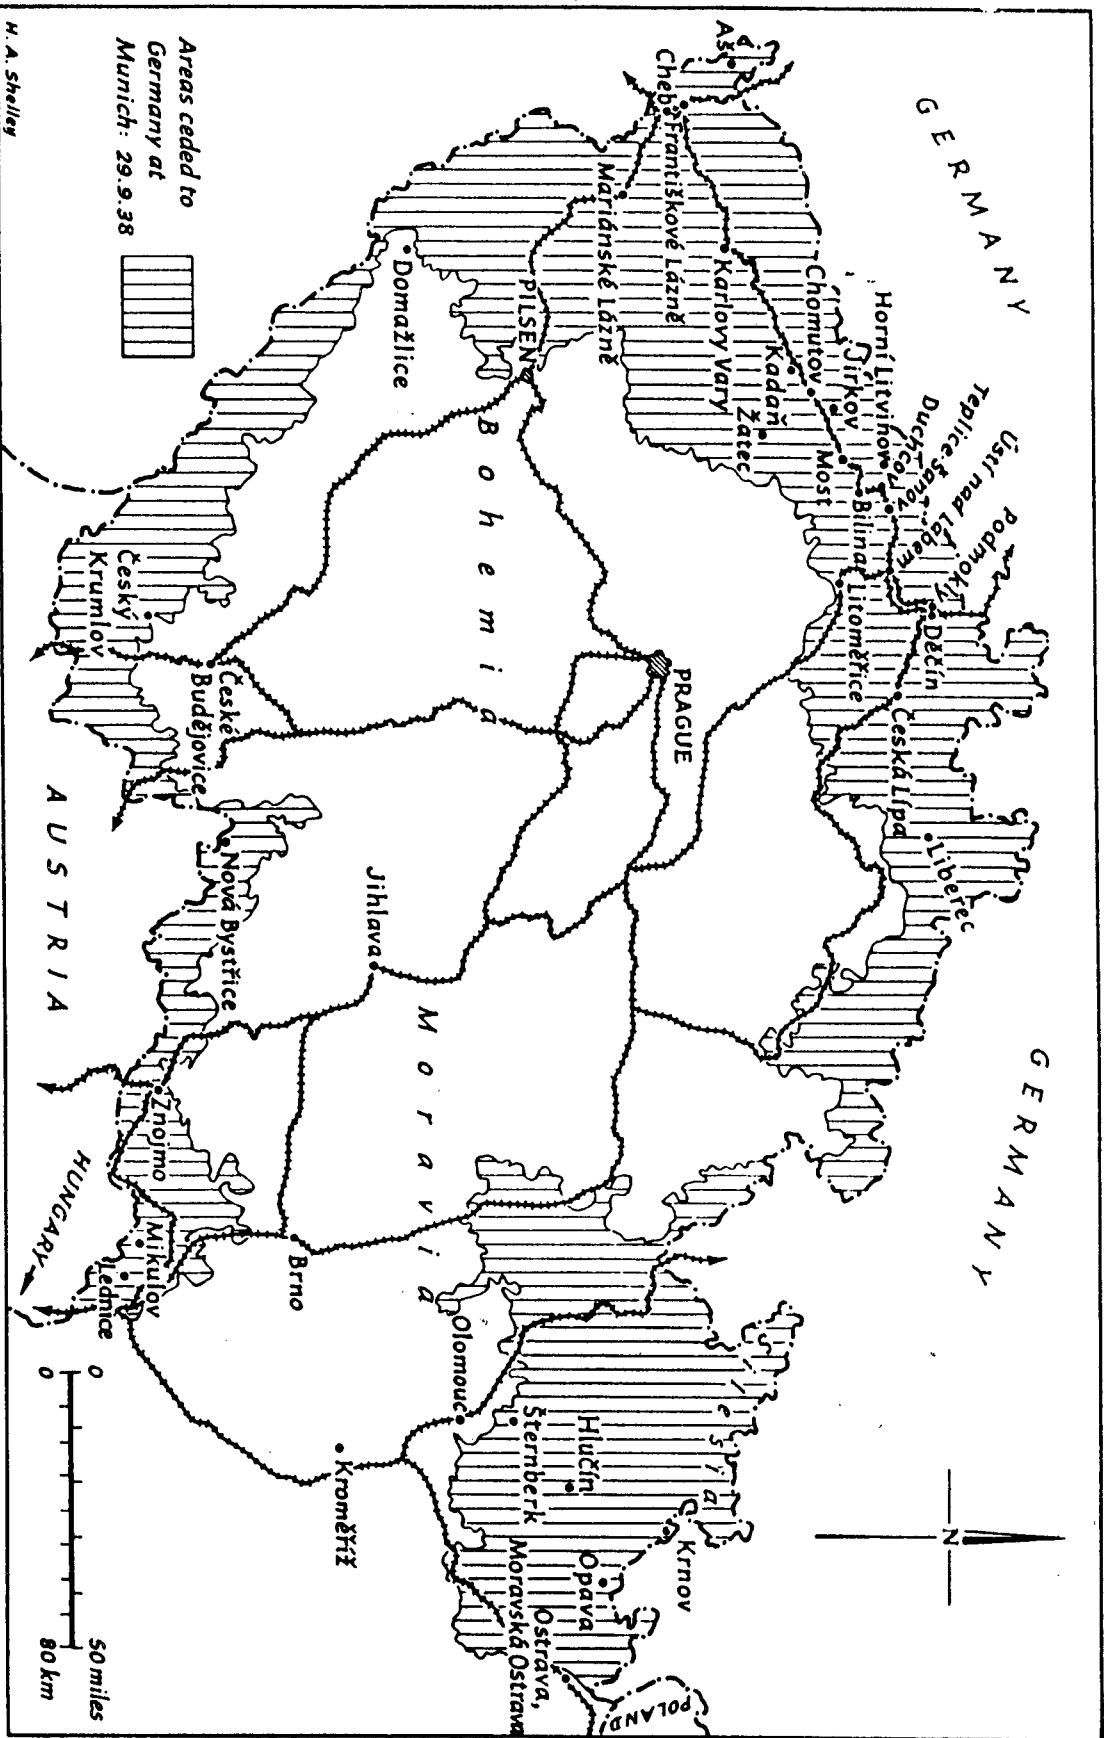 GERMANY
GERMANY
Aš
Cheb
Františkové Lázně
Mariánské Lázně
Karlovy Vary
Kadaň
Žatec
Chomutov
Jirkov
Horní Litvínov
Most
Duchcov
Bílina
Teplice-Šanov
Ústí nad Labem
Podmokly
Děčín
Litoměřice
Česká Lípa
Liberec
PRAGUE
PILSEN
Domažlice
Bohemia
Český
Krumlov
České
Budějovice
Nová Bystřice
Jihlava
Moravia
Znojmo
Mikulov
Lednice
Brno
Olomouc
Šternberk
Hlučín
Krnov
Opava
Ostrava,
Moravská Ostrava
Kroměříž
POLAND
AUSTRIA
HUNGARY
N
Areas ceded to
Germany at
Munich: 29.9.38
0 50 miles
0 80 km
H. A. Shelley